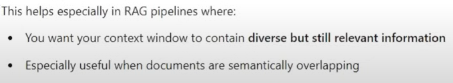 This helps especially in RAG pipelines where:
• You want your context window to contain diverse but still relevant information
• Especially useful when documents are semantically overlapping